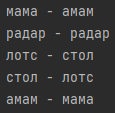 мама - амам
радар - радар
лотс - стол
стол - лотс
амам - мама